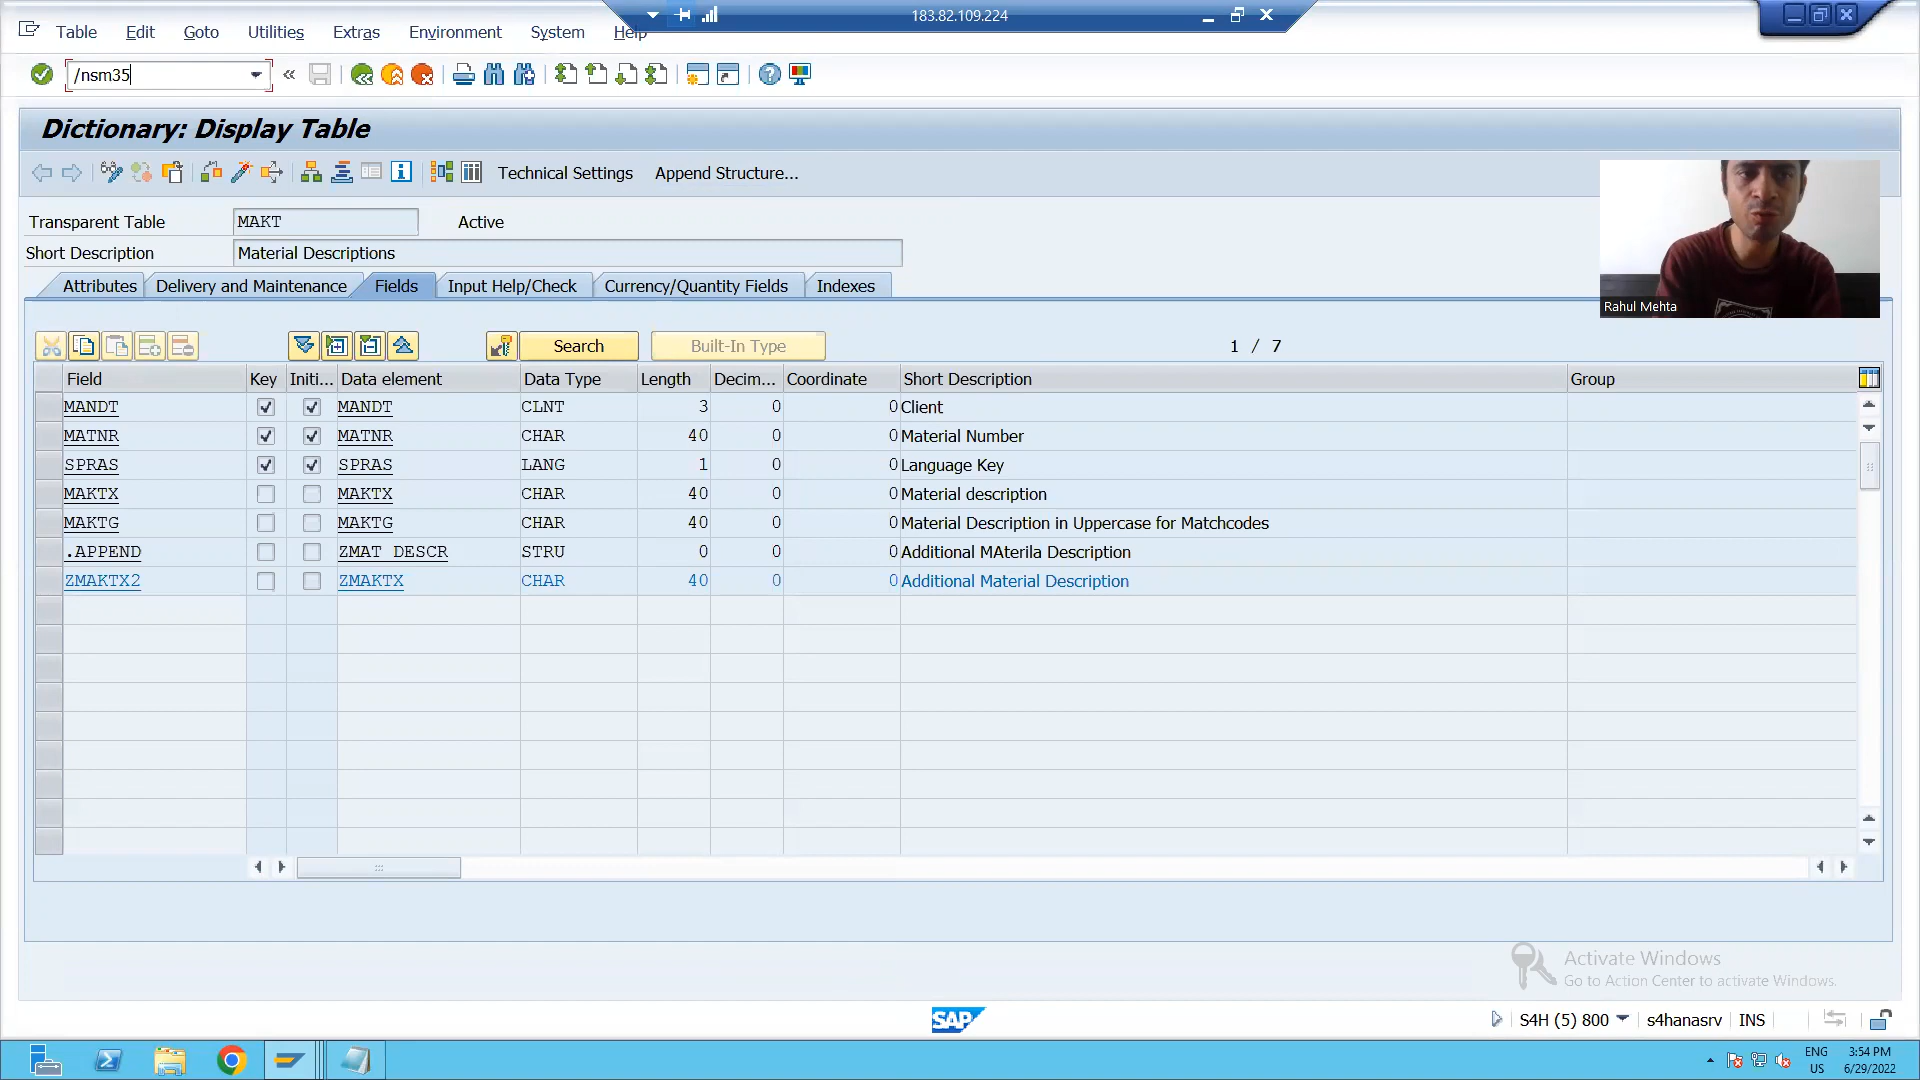 183.82.109.224
Table Edit Goto Utilities Extras Environment System Help
/nsm35
Dictionary: Display Table
Technical Settings Append Structure...
Transparent Table MAKT Active
Short Description Material Descriptions
Attributes Delivery and Maintenance Fields Input Help/Check Currency/Quantity Fields Indexes
Rahul Mehta
Search Built-In Type 1 / 7
Field Key Initi... Data element Data Type Length Decim... Coordinate Short Description Group
MANDT MANDT CLNT 3 0 0 Client
MATNR MATNR CHAR 40 0 0 Material Number
SPRAS SPRAS LANG 1 0 0 Language Key
MAKTX MAKTX CHAR 40 0 0 Material description
MAKTG MAKTG CHAR 40 0 0 Material Description in Uppercase for Matchcodes
.APPEND ZMAT_DESCR STRU 0 0 0 Additional MAterila Description
ZMAKTX2 ZMAKTX CHAR 40 0 0 Additional Material Description
Activate Windows
Go to Action Center to activate Windows.
SAP
S4H (5) 800 s4hanasrv INS
ENG 3:54 PM
US 6/29/2022